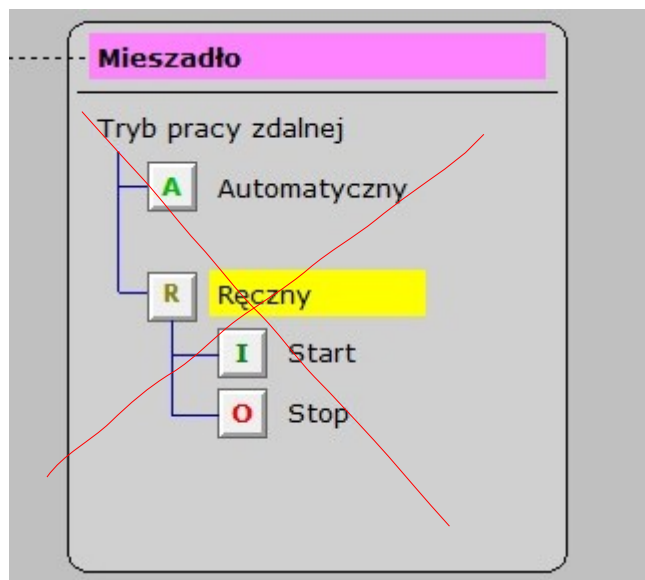 Mieszadło
Tryb pracy zdalnej
A Automatyczny
R Ręczny
I Start
O Stop